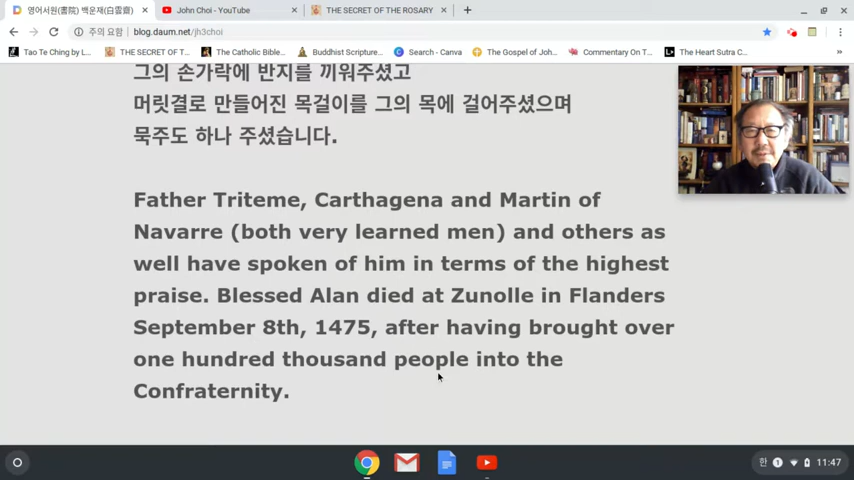 영어서원(書院) 백운재(白雲齋)
John Choi - YouTube
THE SECRET OF THE ROSARY
주의 요함
blog.daum.net/jh3choi
Tao Te Ching by L...
THE SECRET OF T...
The Catholic Bible...
Buddhist Scripture...
Search - Canva
The Gospel of Joh...
Commentary On T...
The Heart Sutra C...
그의 손가락에 반지를 끼워주셨고
머릿결로 만들어진 목걸이를 그의 목에 걸어주셨으며
묵주도 하나 주셨습니다.
Father Triteme, Carthagena and Martin of
Navarre (both very learned men) and others as
well have spoken of him in terms of the highest
praise. Blessed Alan died at Zunolle in Flanders
September 8th, 1475, after having brought over
one hundred thousand people into the
Confraternity.
한 1 11:47